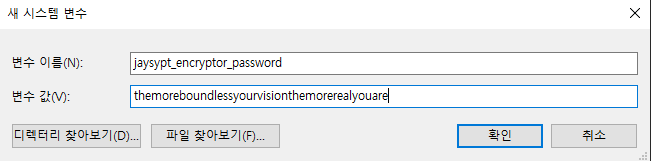 새 시스템 변수
변수 이름(N):
jaysypt_encryptor_password
변수 값(V):
themoreboundlessyourvisionthemorerealyouare
디렉터리 찾아보기(D)...
파일 찾아보기(F)...
확인
취소